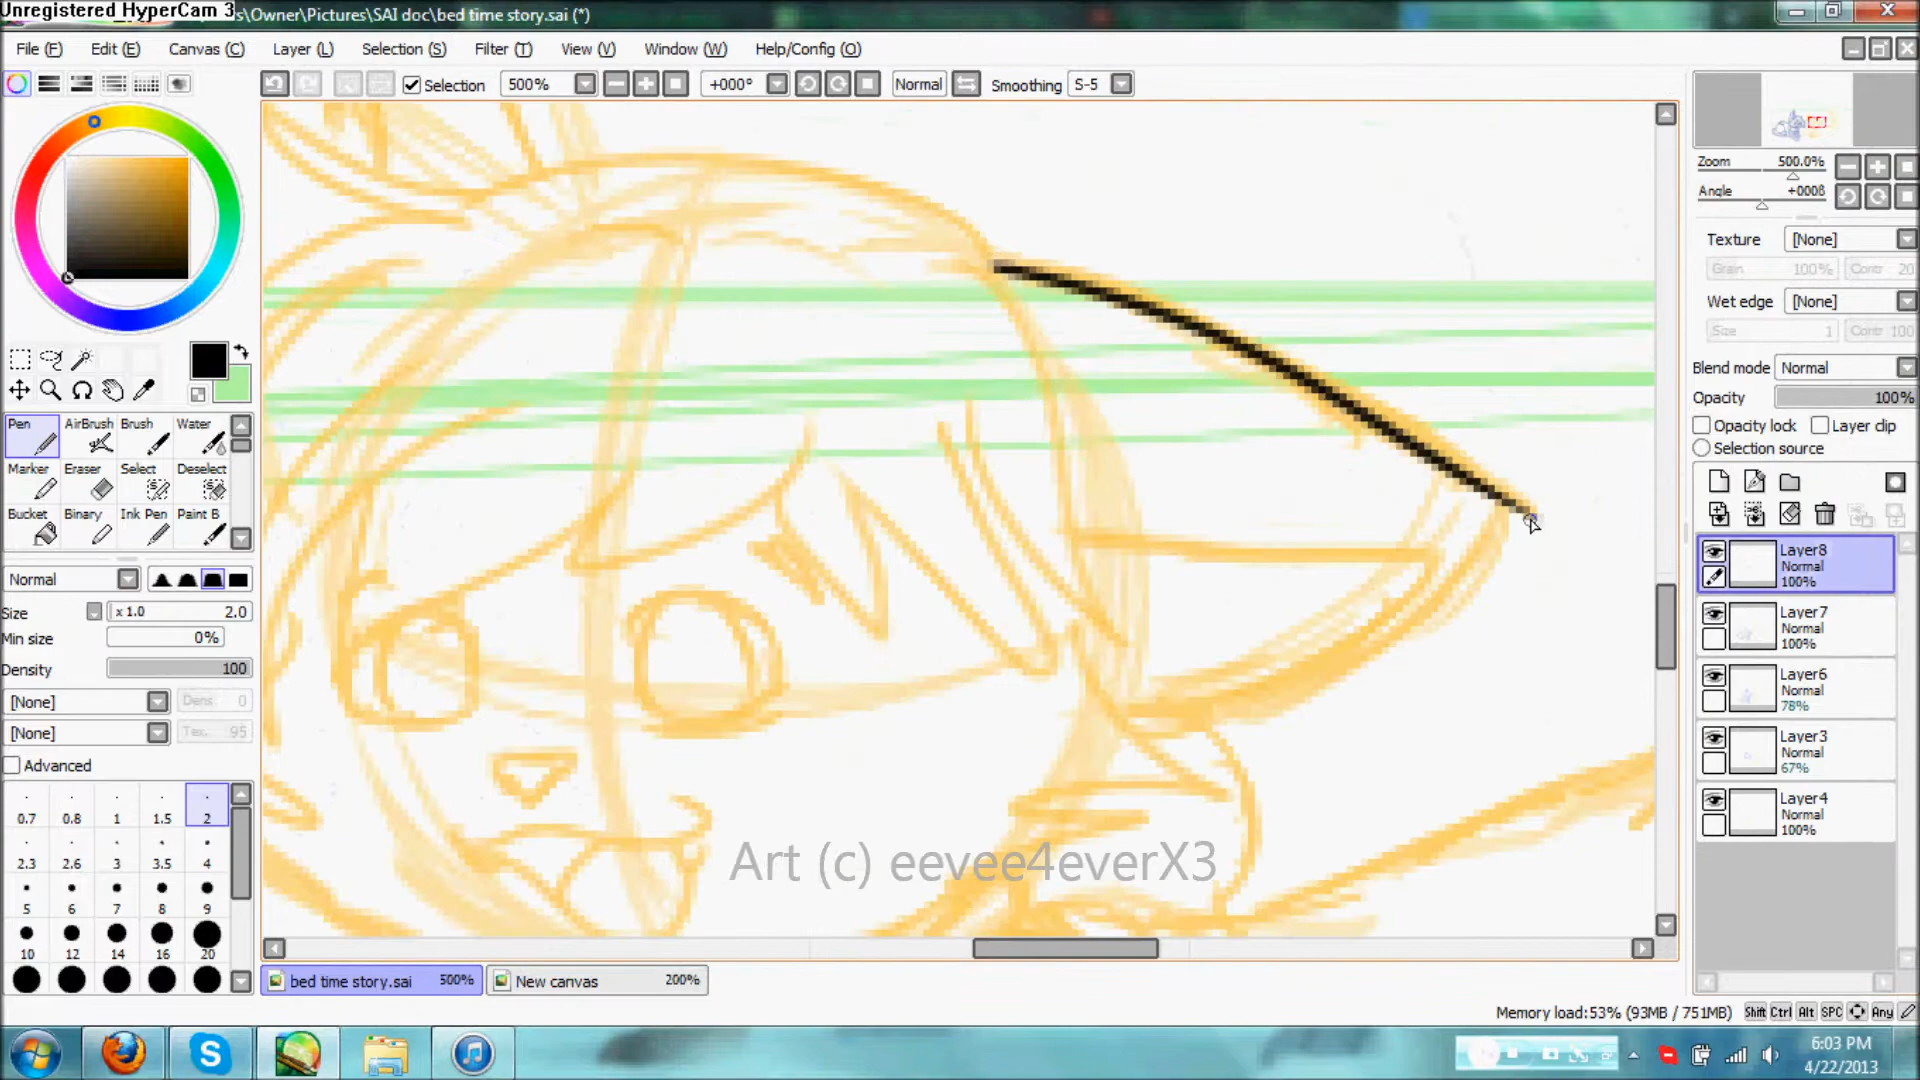 Unregistered HyperCam 3
s\Owner\Pictures\SAI doc\bed time story.sai (*)
File (F) Edit (E) Canvas (C) Layer (L) Selection (S) Filter (T) View (V) Window (W) Help/Config (O)
Selection 500% +000° Normal Smoothing S-5
Zoom 500.0%
Angle +0008
Texture [None]
Grain 100% Contr 20
Wet edge [None]
Size 1 Contr 100
Blend mode Normal
Opacity 100%
Opacity lock Layer clip
Selection source
Layer8
Normal
100%
Layer7
Normal
100%
Layer6
Normal
78%
Layer3
Normal
67%
Layer4
Normal
100%
Pen AirBrush Brush Water
Marker Eraser Select Deselect
Bucket Binary Ink Pen Paint B
Normal
Size x 1.0 2.0
Min size 0%
Density 100
[None] Dens 0
[None] Tex. 95
Advanced
0.7 0.8 1 1.5 2
2.3 2.6 3 3.5 4
5 6 7 8 9
10 12 14 16 20
Art (c) eevee4everX3
bed time story.sai 500% New canvas 200%
Memory load:53% (93MB / 751MB) Shift Ctrl Alt SPC Any
6:03 PM
4/22/2013